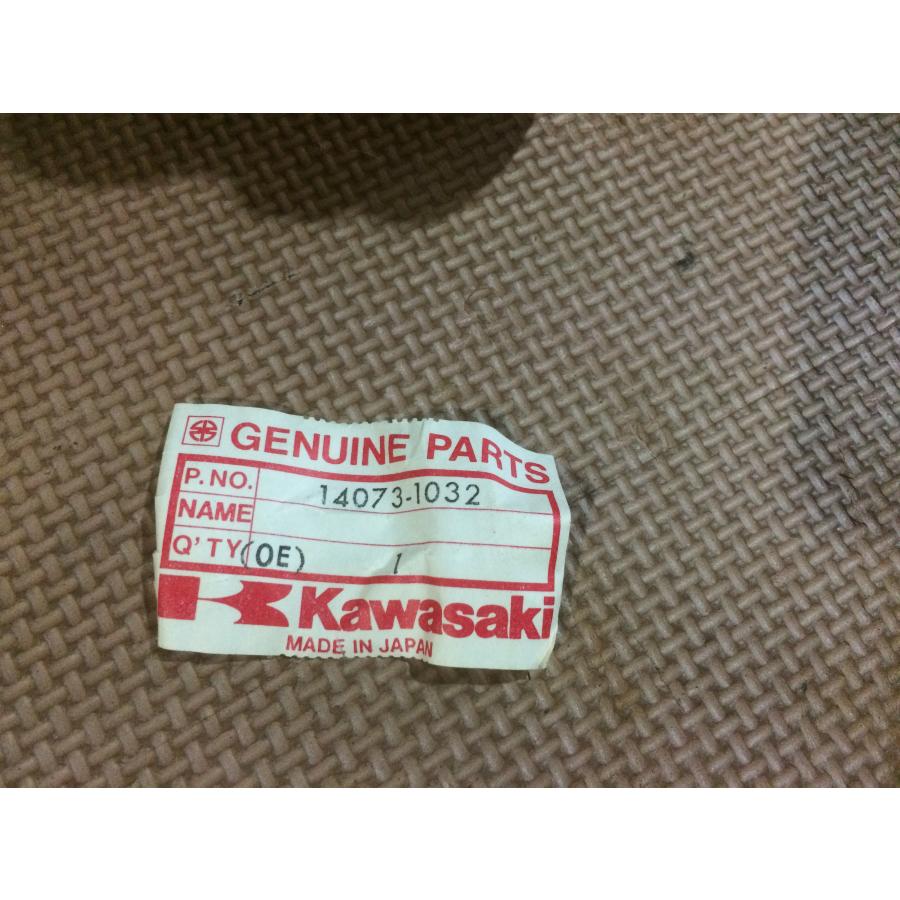 GENUINE PARTS
P. NO. 14073-1032
NAME
Q'TY (OE) 1
Kawasaki
MADE IN JAPAN